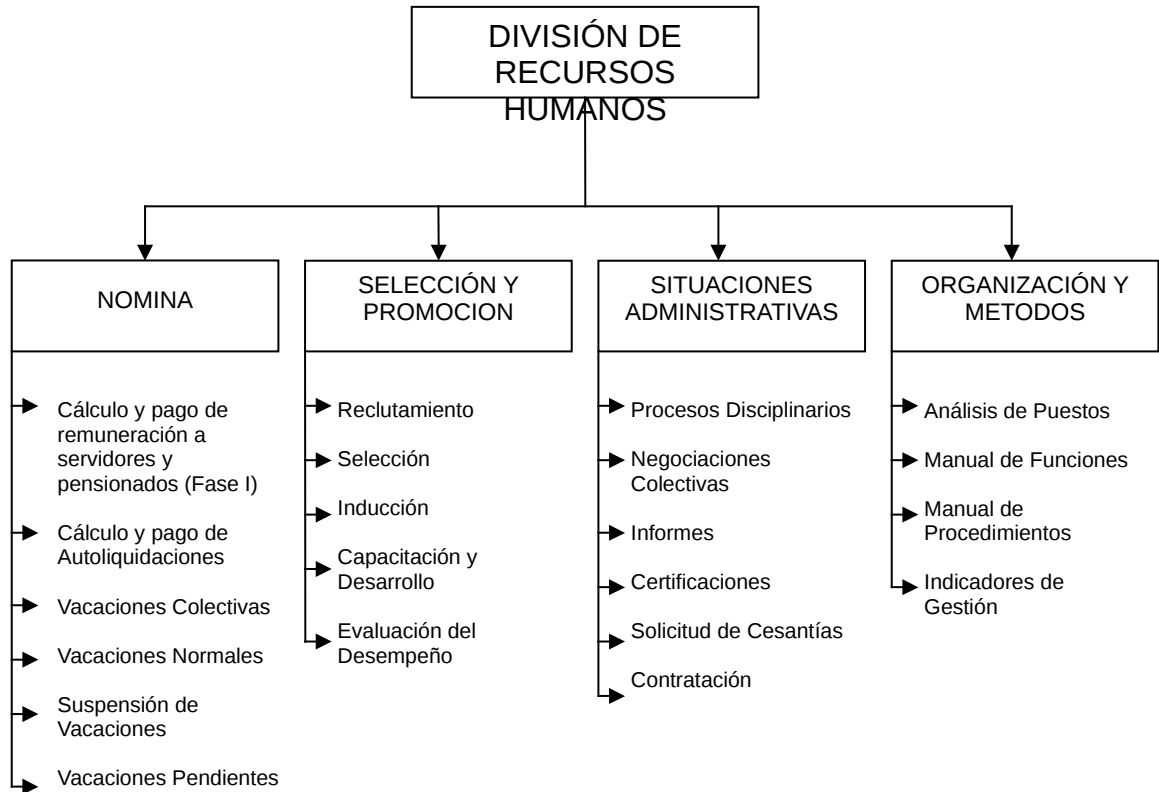 DIVISIÓN DE
RECURSOS
HUMANOS
NOMINA
SELECCIÓN Y
PROMOCION
SITUACIONES
ADMINISTRATIVAS
ORGANIZACIÓN Y
METODOS
Cálculo y pago de
remuneración a
servidores y
pensionados (Fase I)
Cálculo y pago de
Autoliquidaciones
Vacaciones Colectivas
Vacaciones Normales
Suspensión de
Vacaciones
Vacaciones Pendientes
Reclutamiento
Selección
Inducción
Capacitación y
Desarrollo
Evaluación del
Desempeño
Procesos Disciplinarios
Negociaciones
Colectivas
Informes
Certificaciones
Solicitud de Cesantías
Contratación
Análisis de Puestos
Manual de Funciones
Manual de
Procedimientos
Indicadores de
Gestión